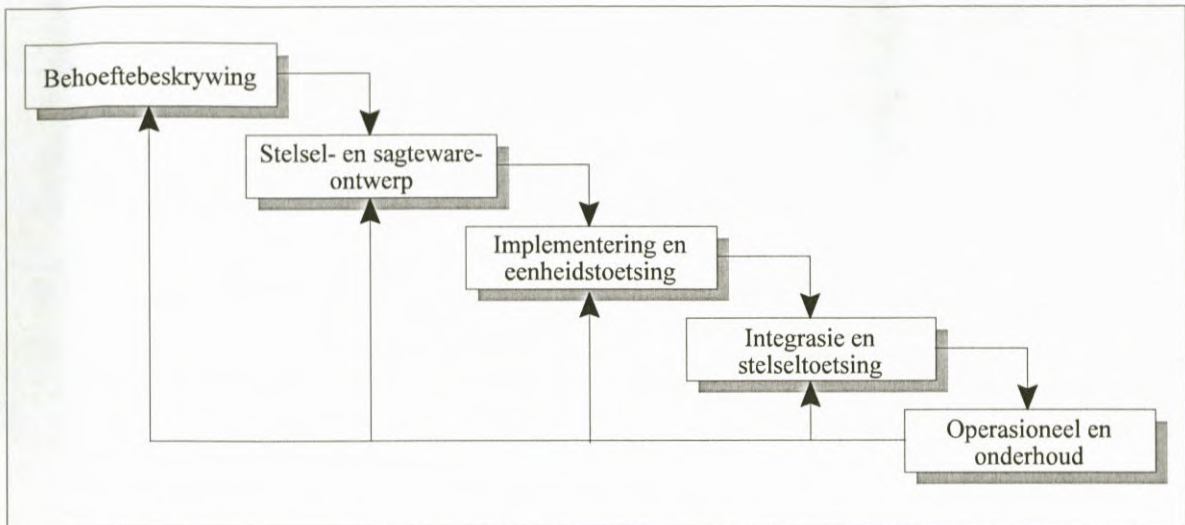 Behoeftebeskrywing
Stelsel- en sagteware-
ontwerp
Implementering en
eenheidstoetsing
Integrasie en
stelseltoetsing
Operasioneel en
onderhoud